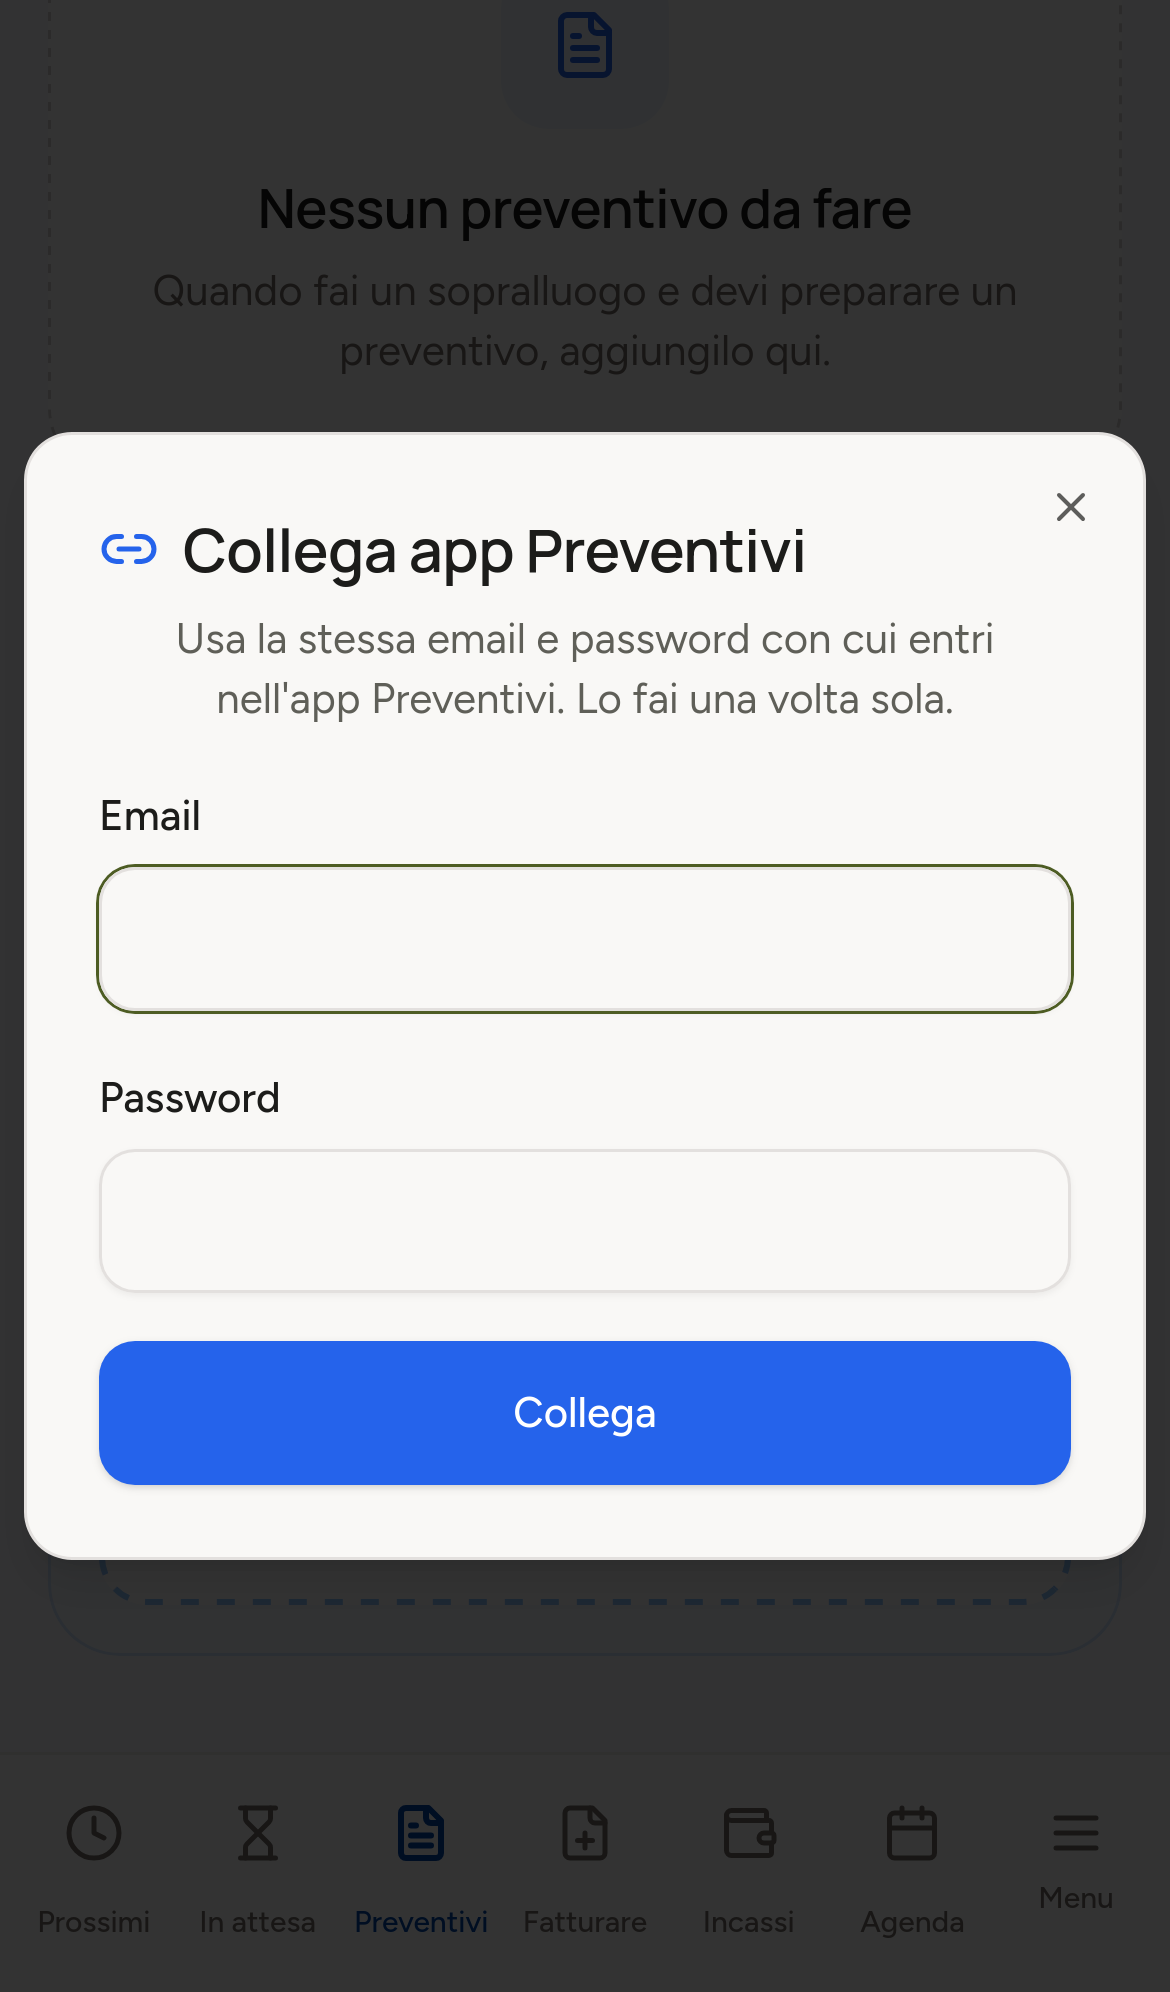 Nessun preventivo da fare
Quando fai un sopralluogo e devi preparare un
preventivo, aggiungilo qui.
Collega app Preventivi
Usa la stessa email e password con cui entri
nell'app Preventivi. Lo fai una volta sola.
Email
Password
Collega
Prossimi
In attesa
Preventivi
Fatturare
Incassi
Agenda
Menu